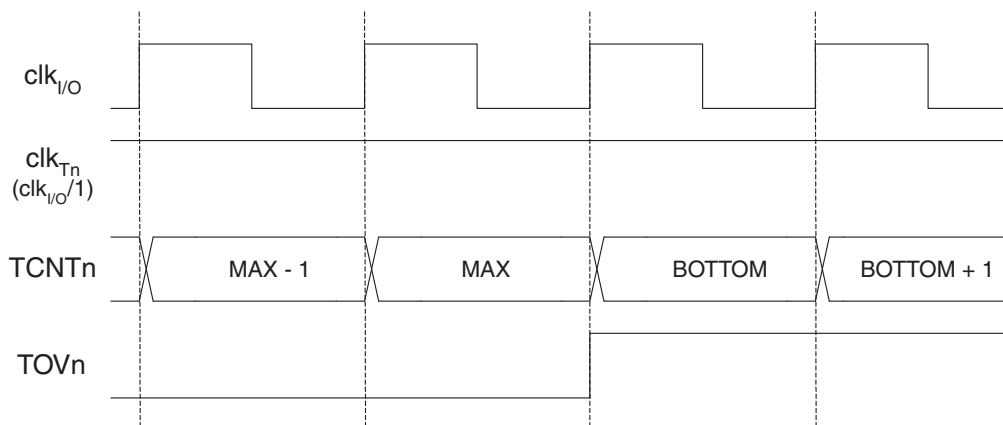 clkI/O
clkTn
(clkI/O/1)
TCNTn MAX - 1 MAX BOTTOM BOTTOM + 1
TOVn